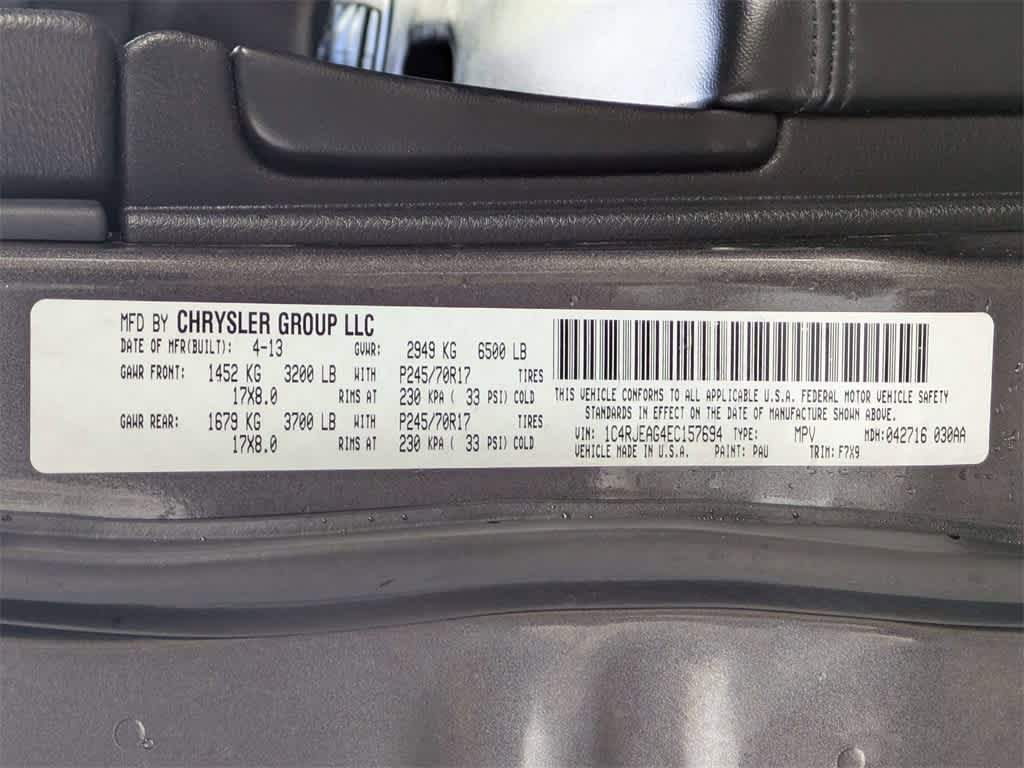 MFD BY CHRYSLER GROUP LLC
DATE OF MFR(BUILT): 4-13 GVWR: 2949 KG 6500 LB
GAWR FRONT: 1452 KG 3200 LB WITH P245/70R17 TIRES
17X8.0 RIMS AT 230 KPA ( 33 PSI) COLD
GAWR REAR: 1679 KG 3700 LB WITH P245/70R17 TIRES
17X8.0 RIMS AT 230 KPA ( 33 PSI) COLD
THIS VEHICLE CONFORMS TO ALL APPLICABLE U.S.A. FEDERAL MOTOR VEHICLE SAFETY
STANDARDS IN EFFECT ON THE DATE OF MANUFACTURE SHOWN ABOVE.
VIN: 1C4RJEAG4EC157694 TYPE: MPV MDH: 042716 030AA
VEHICLE MADE IN U.S.A. PAINT: PAU TRIM: F7X9